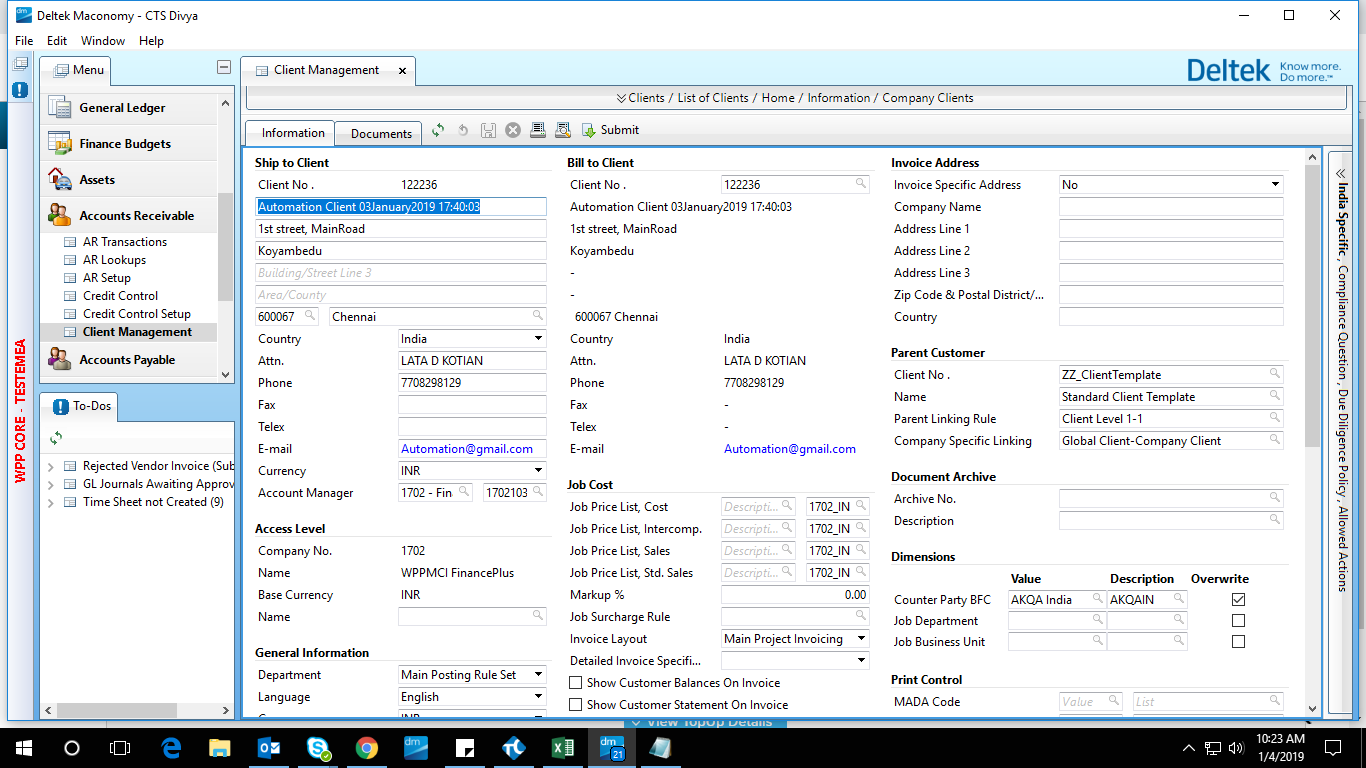 Deltek Maconomy - CTS Divya
File Edit Window Help
Menu
Client Management
Deltek Know more. Do more.™
General Ledger
Finance Budgets
Assets
Accounts Receivable
AR Transactions
AR Lookups
AR Setup
Credit Control
Credit Control Setup
Client Management
Accounts Payable
WPP CORE - TESTEMEA
To-Dos
Rejected Vendor Invoice (Sub
GL Journals Awaiting Approv
Time Sheet not Created (9)
Clients / List of Clients / Home / Information / Company Clients
Information Documents Submit
Ship to Client
Client No . 122236
Automation Client 03January2019 17:40:03
1st street, MainRoad
Koyambedu
Building/Street Line 3
Area/County
600067 Chennai
Country India
Attn. LATA D KOTIAN
Phone 7708298129
Fax
Telex
E-mail Automation@gmail.com
Currency INR
Account Manager 1702 - Fin 1702103
Access Level
Company No. 1702
Name WPPMCI FinancePlus
Base Currency INR
Name
General Information
Department Main Posting Rule Set
Language English
Bill to Client
Client No . 122236
Automation Client 03January2019 17:40:03
1st street, MainRoad
Koyambedu
-
-
600067 Chennai
Country India
Attn. LATA D KOTIAN
Phone 7708298129
Fax -
Telex -
E-mail Automation@gmail.com
Job Cost
Job Price List, Cost Descripti... 1702_IN
Job Price List, Intercomp. Descripti... 1702_IN
Job Price List, Sales Descripti... 1702_IN
Job Price List, Std. Sales Descripti... 1702_IN
Markup % 0.00
Job Surcharge Rule
Invoice Layout Main Project Invoicing
Detailed Invoice Specifi...
Show Customer Balances On Invoice
Show Customer Statement On Invoice
Invoice Address
Invoice Specific Address No
Company Name
Address Line 1
Address Line 2
Address Line 3
Zip Code & Postal District/...
Country
Parent Customer
Client No . ZZ_ClientTemplate
Name Standard Client Template
Parent Linking Rule Client Level 1-1
Company Specific Linking Global Client-Company Client
Document Archive
Archive No.
Description
Dimensions
Value Description Overwrite
Counter Party BFC AKQA India AKQAIN
Job Department
Job Business Unit
Print Control
MADA Code Value List
India Specific , Compliance Question , Due Diligence Policy , Allowed Actions
View TopUp Details
21
10:23 AM
1/4/2019